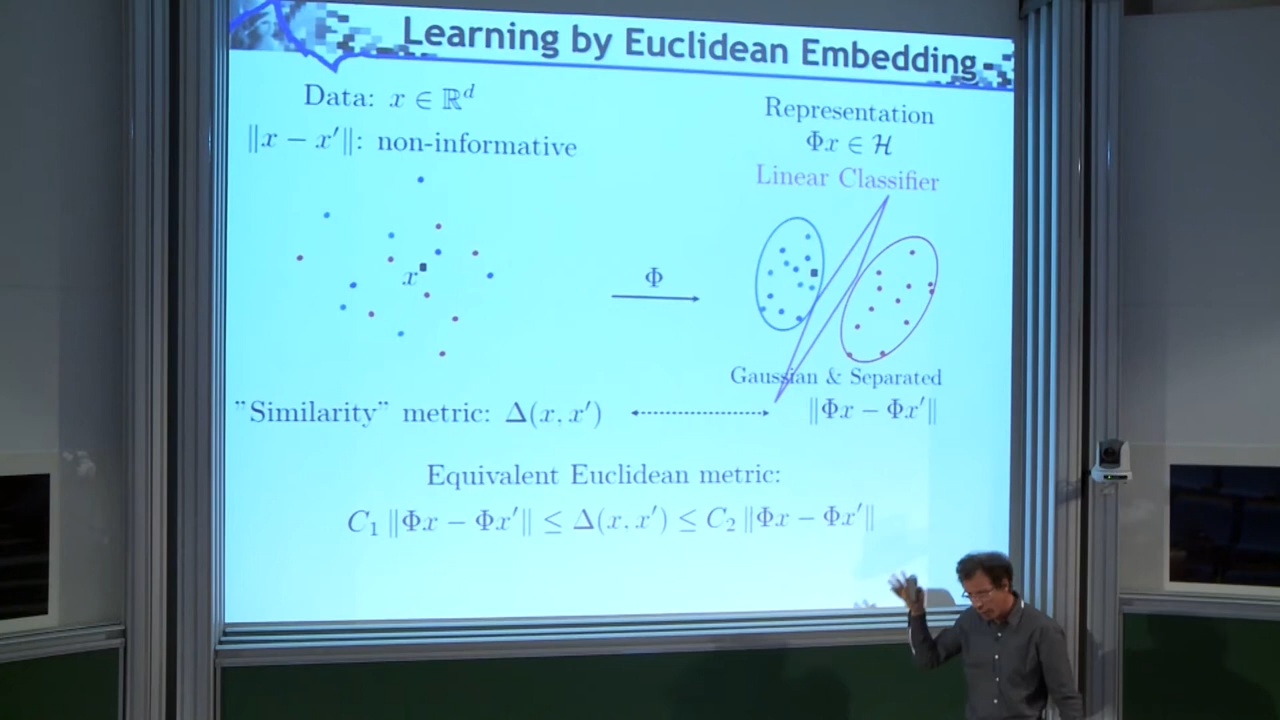 Learning by Euclidean Embedding
Data: x ∈ ℝᵈ
‖x − x′‖: non-informative
Representation
Φx ∈ ℋ
Linear Classifier
x
Φ
Gaussian & Separated
"Similarity" metric: Δ(x, x′)
‖Φx − Φx′‖
Equivalent Euclidean metric:
C₁ ‖Φx − Φx′‖ ≤ Δ(x, x′) ≤ C₂ ‖Φx − Φx′‖